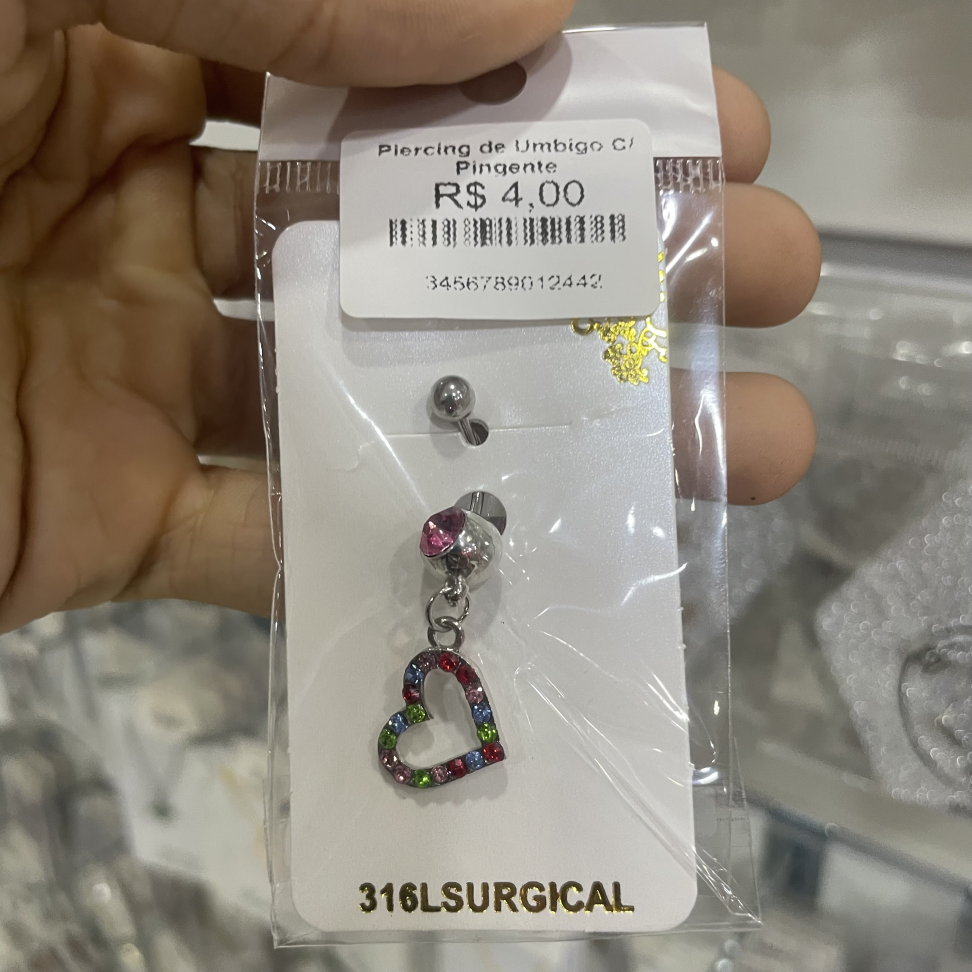 Piercing de Umbigo C/
Pingente
R$ 4,00
3456789012442
316LSURGICAL